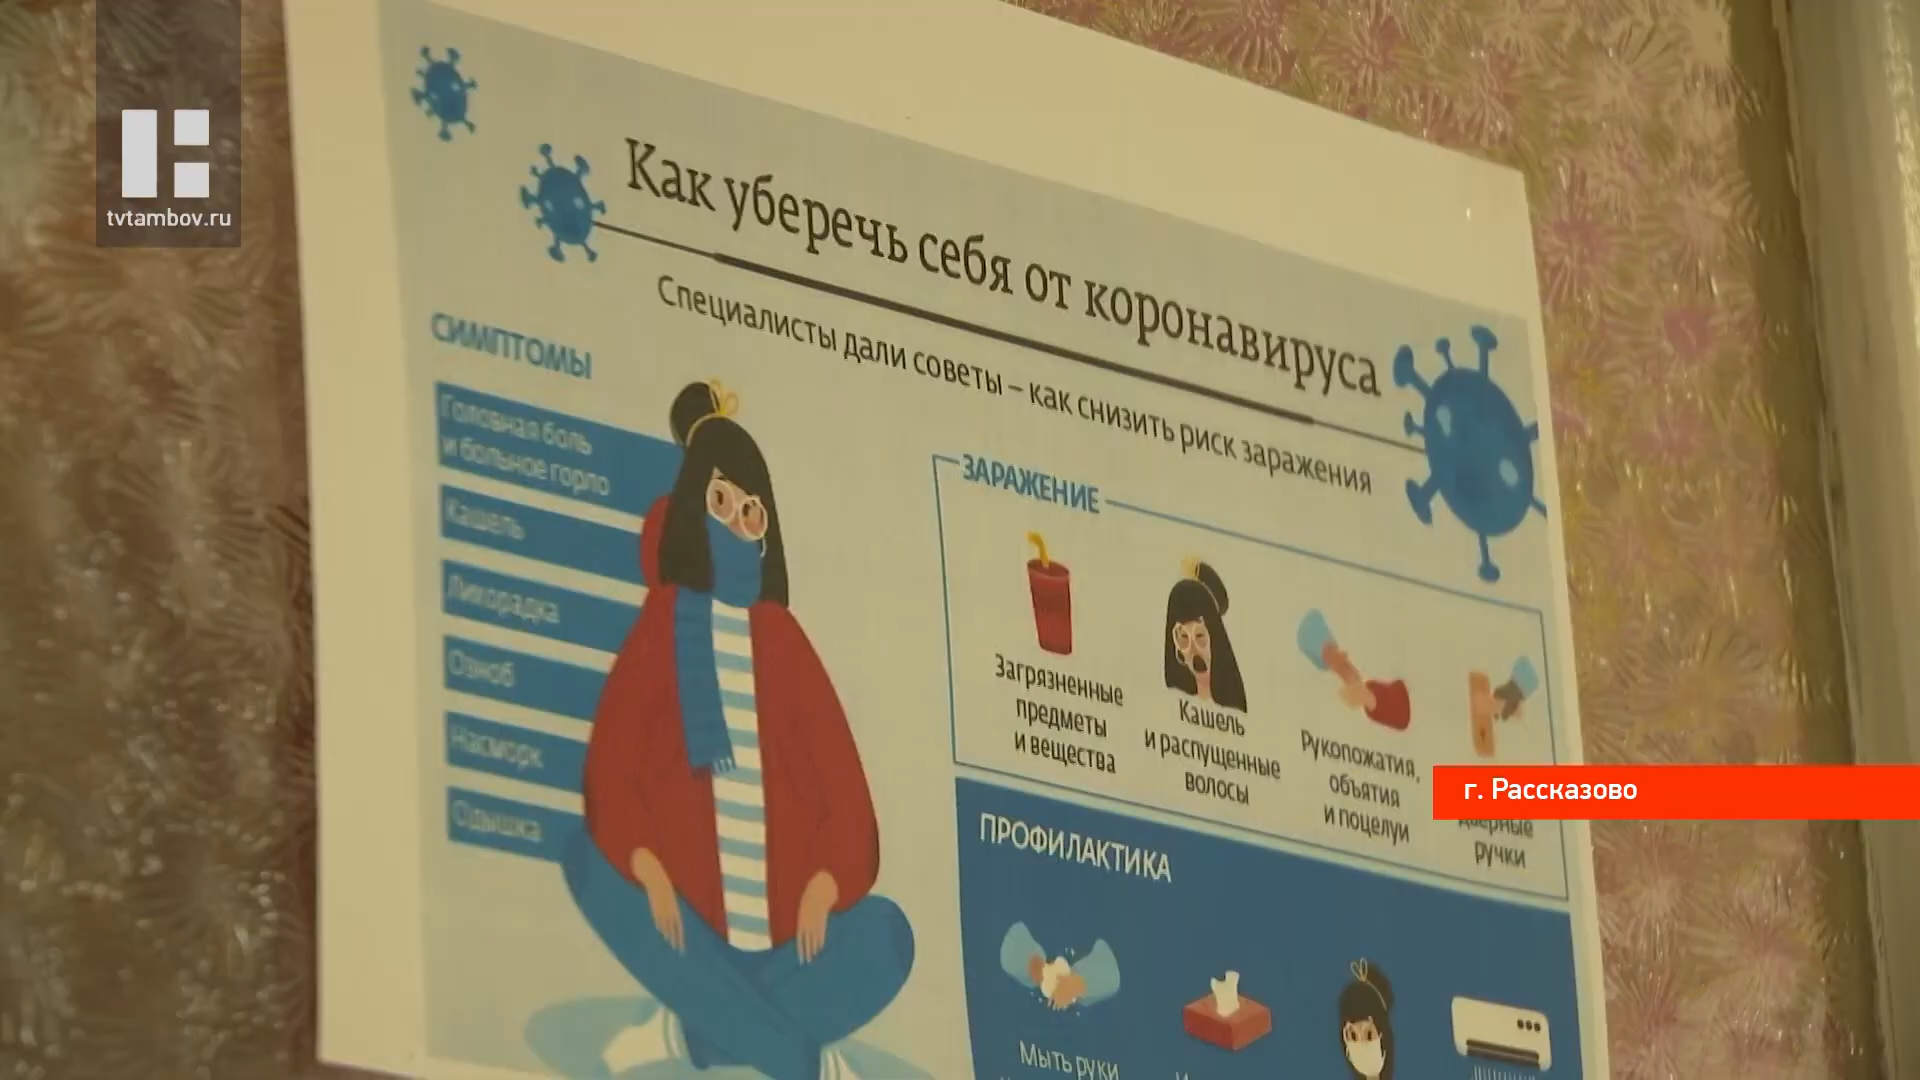 tvtambov.ru
Как уберечь себя от коронавируса
Специалисты дали советы – как снизить риск заражения
СИМПТОМЫ
Головная боль
и больное горло
Кашель
Лихорадка
Озноб
Насморк
Одышка
ЗАРАЖЕНИЕ
Загрязненные
предметы
и вещества
Кашель
и распущенные
волосы
Рукопожатия,
объятия
и поцелуи
дверные
ручки
г. Рассказово
ПРОФИЛАКТИКА
Мыть руки